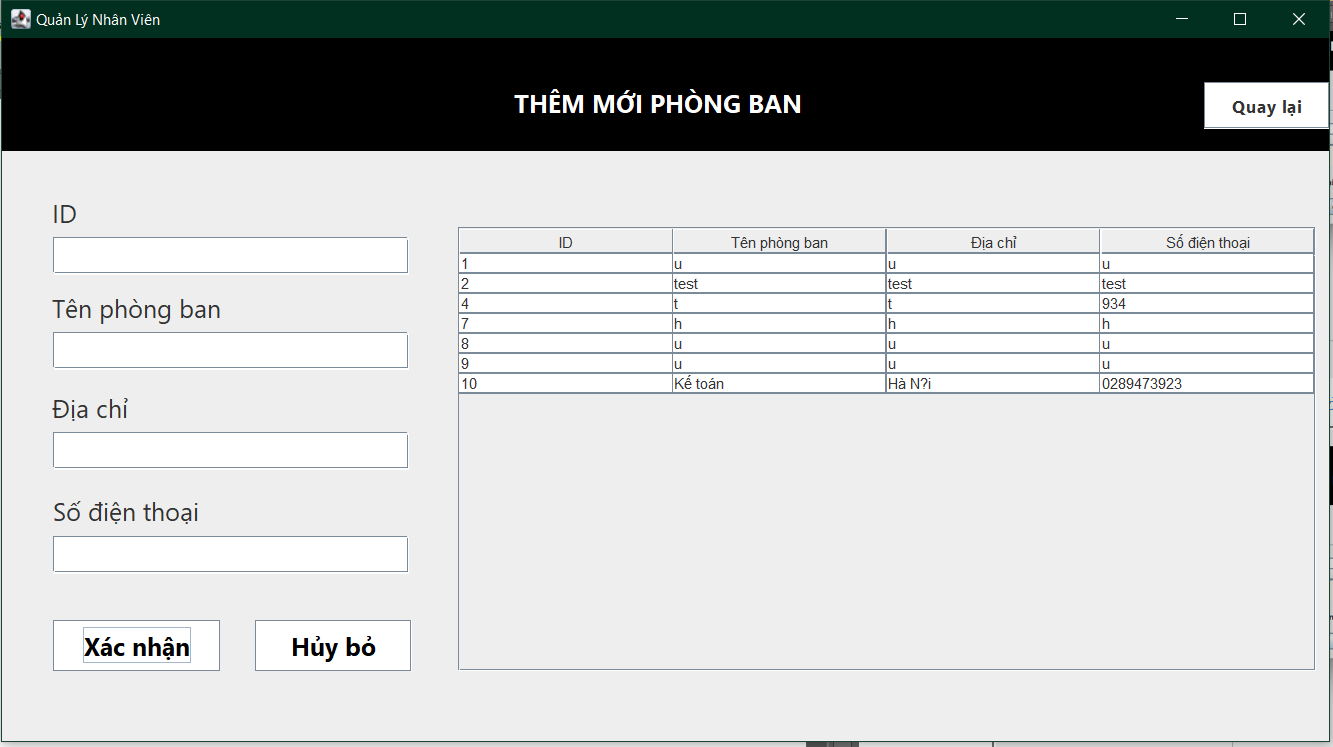 Quản Lý Nhân Viên
THÊM MỚI PHÒNG BAN
Quay lại
ID
Tên phòng ban
Địa chỉ
Số điện thoại
Xác nhận Hủy bỏ
ID Tên phòng ban Địa chỉ Số điện thoại
1 u u u
2 test test test
4 t t 934
7 h h h
8 u u u
9 u u u
10 Kế toán Hà N?i 0289473923